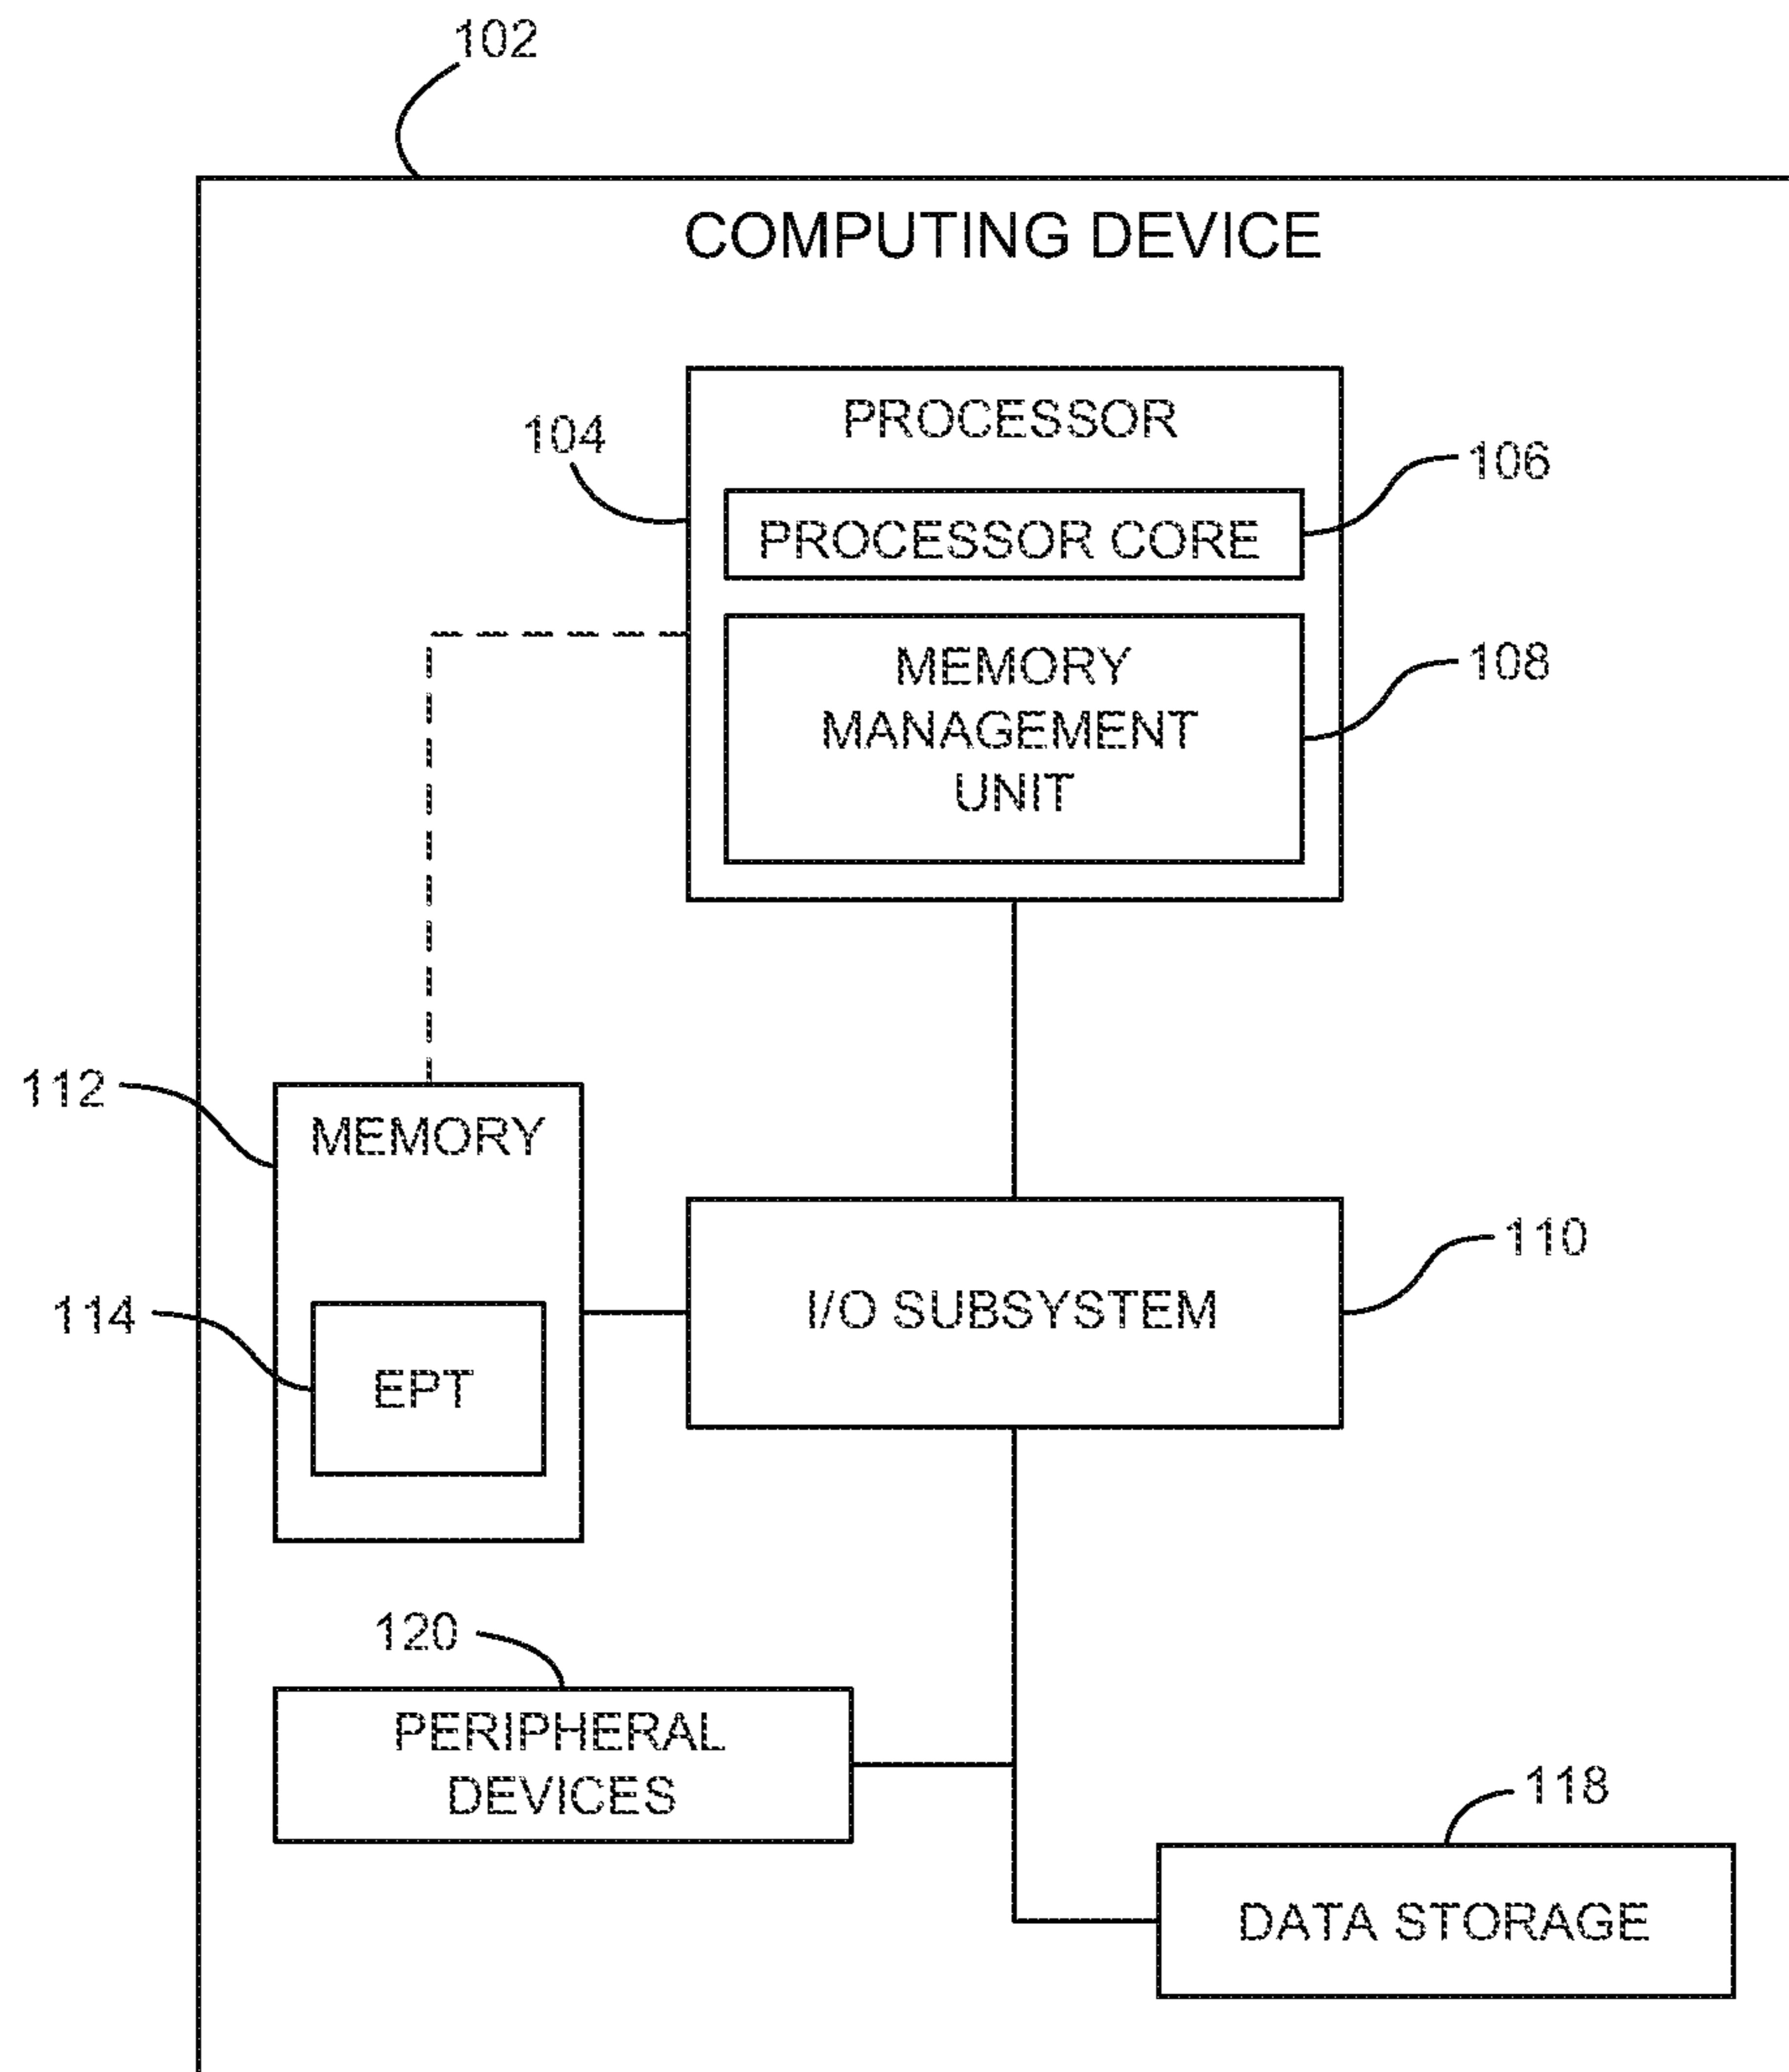 102
COMPUTING DEVICE
PROCESSOR
104
106
PROCESSOR CORE
MEMORY
MANAGEMENT
UNIT
108
112
MEMORY
110
I/O SUBSYSTEM
114
EPT
120
PERIPHERAL
DEVICES
118
DATA STORAGE